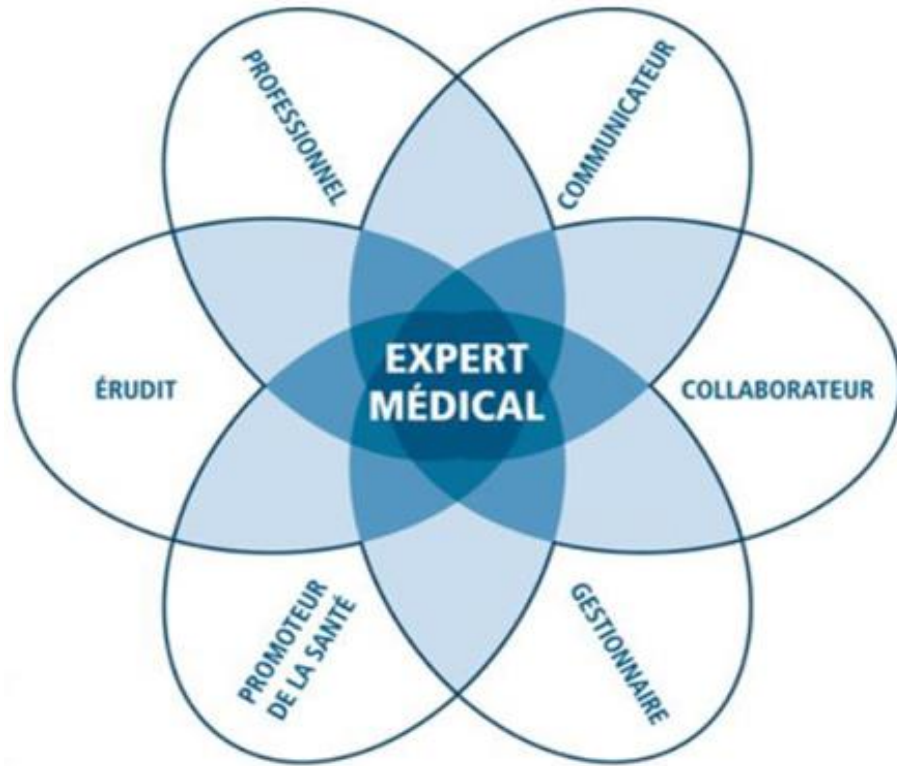 PROFESSIONNEL
COMMUNICATEUR
ÉRUDIT
EXPERT
MÉDICAL
COLLABORATEUR
PROMOTEUR
DE LA SANTÉ
GESTIONNAIRE